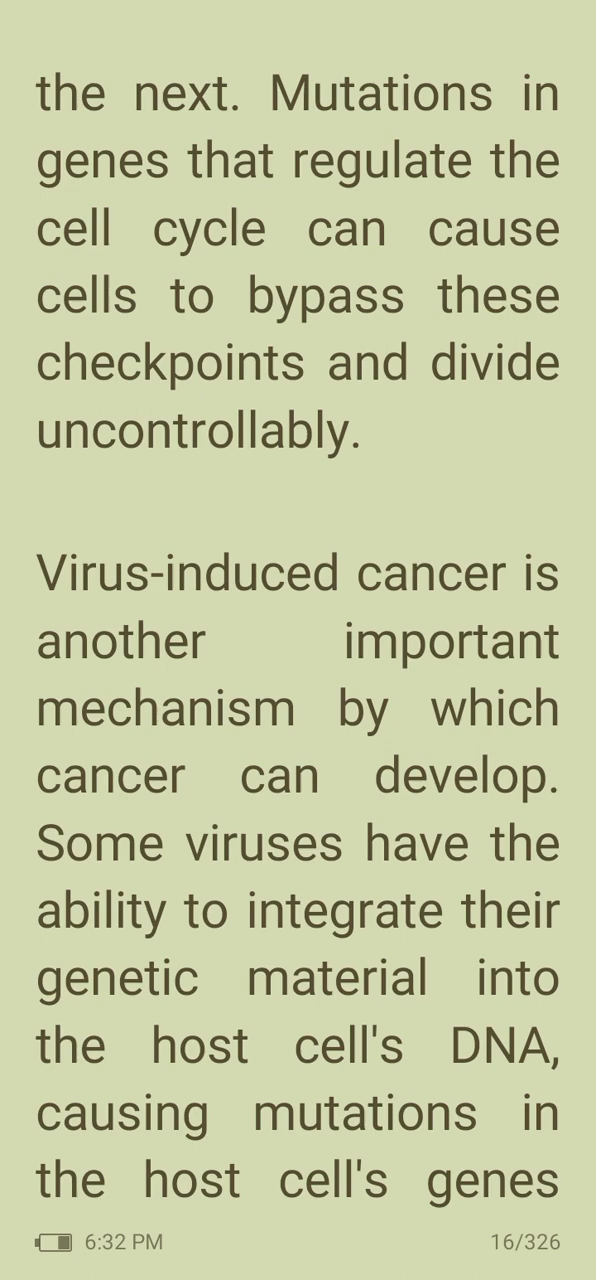 the next. Mutations in
genes that regulate the
cell cycle can cause
cells to bypass these
checkpoints and divide
uncontrollably.
Virus-induced cancer is
another important
mechanism by which
cancer can develop.
Some viruses have the
ability to integrate their
genetic material into
the host cell's DNA,
causing mutations in
the host cell's genes
6:32 PM 16/326